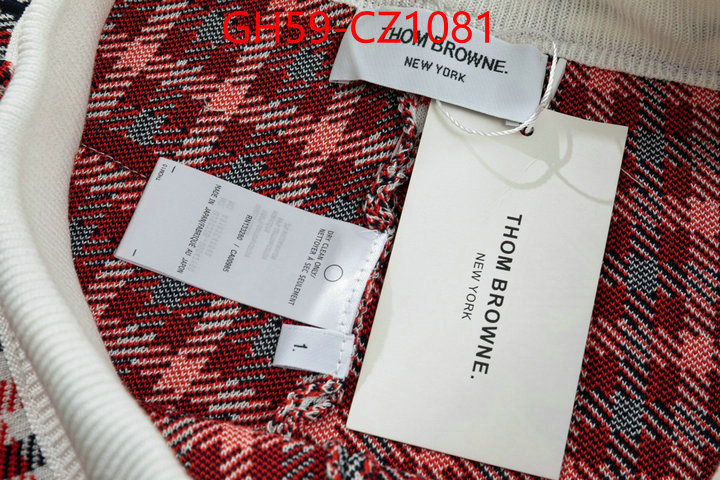 GH59-CZ1081
THOM BROWNE.
NEW YORK
THOM BROWNE.
NEW YORK
DRY CLEAN ONLY/
NETTOYER A SEC SEULEMENT
MADE IN JAPAN/FABRIQUE AU JAPON
1.